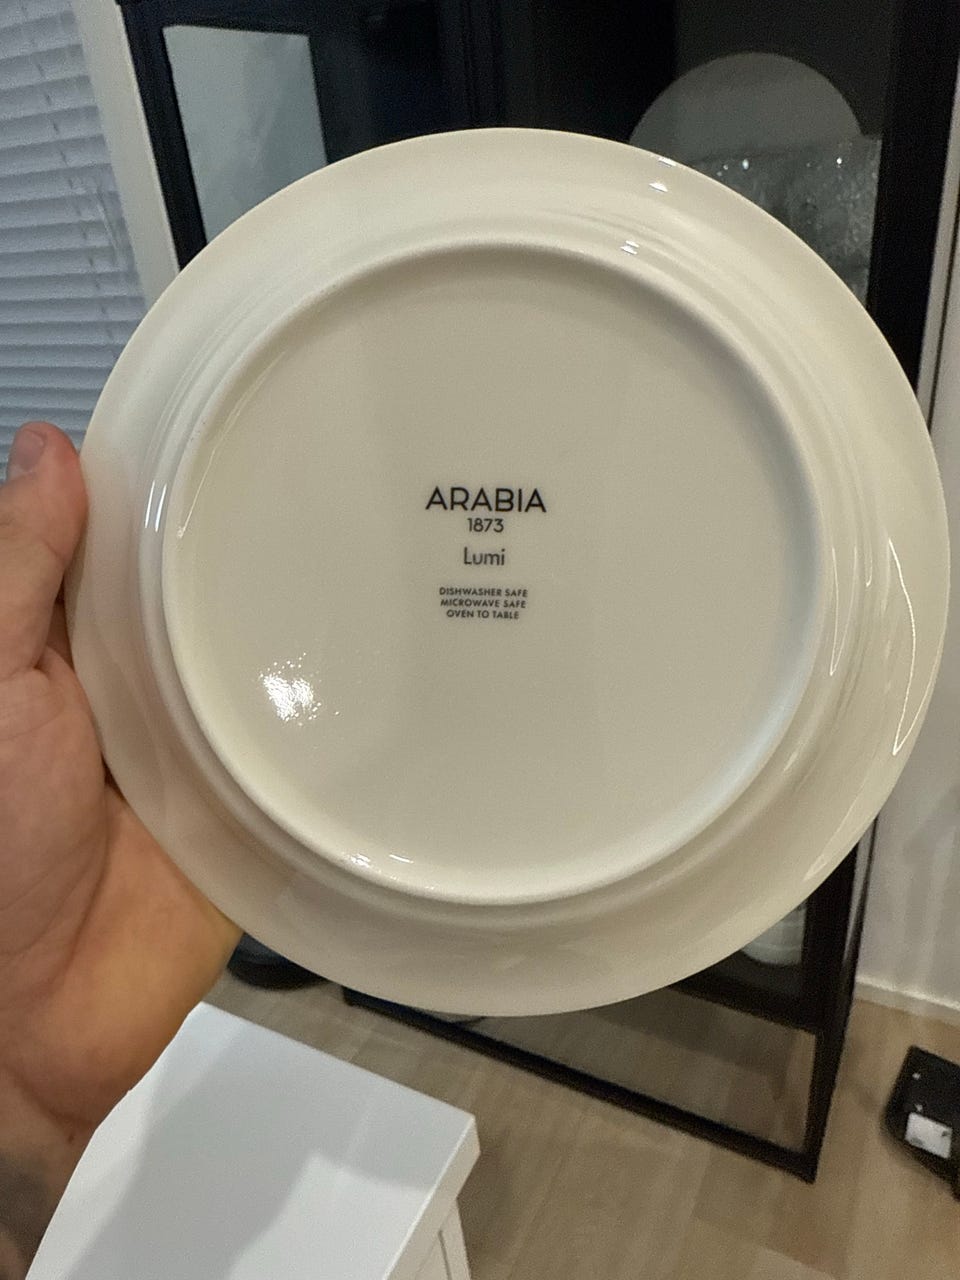 ARABIA
1873
Lumi
DISHWASHER SAFE
MICROWAVE SAFE
OVEN TO TABLE